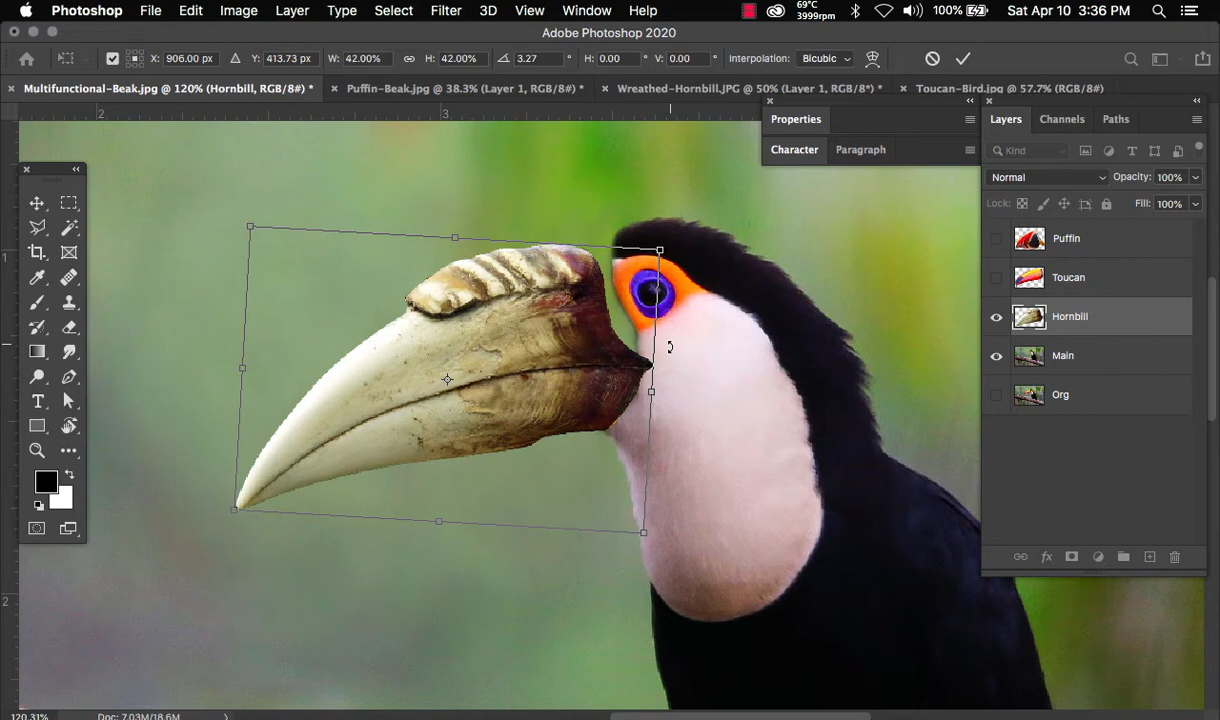 Photoshop File Edit Image Layer Type Select Filter 3D View Window Help 69°C 3999rpm 100% Sat Apr 10 3:36 PM
Adobe Photoshop 2020
X: 906.00 px Y: 413.73 px W: 42.00% H: 42.00% 3.27 ° H: 0.00 ° V: 0.00 ° Interpolation: Bicubic
Multifunctional-Beak.jpg @ 120% (Hornbill, RGB/8#) * Puffin-Beak.jpg @ 38.3% (Layer 1, RGB/8#) * Wreathed-Hornbill.JPG @ 50% (Layer 1, RGB/8*) * Toucan-Bird.jpg @ 57.7% (RGB/8#)
2 3
Properties
Character Paragraph
Layers Channels Paths
Kind
Normal Opacity: 100%
Lock: Fill: 100%
Puffin
Toucan
Hornbill
Main
Org
1
2
120.31% Doc: 7.03M/18.6M